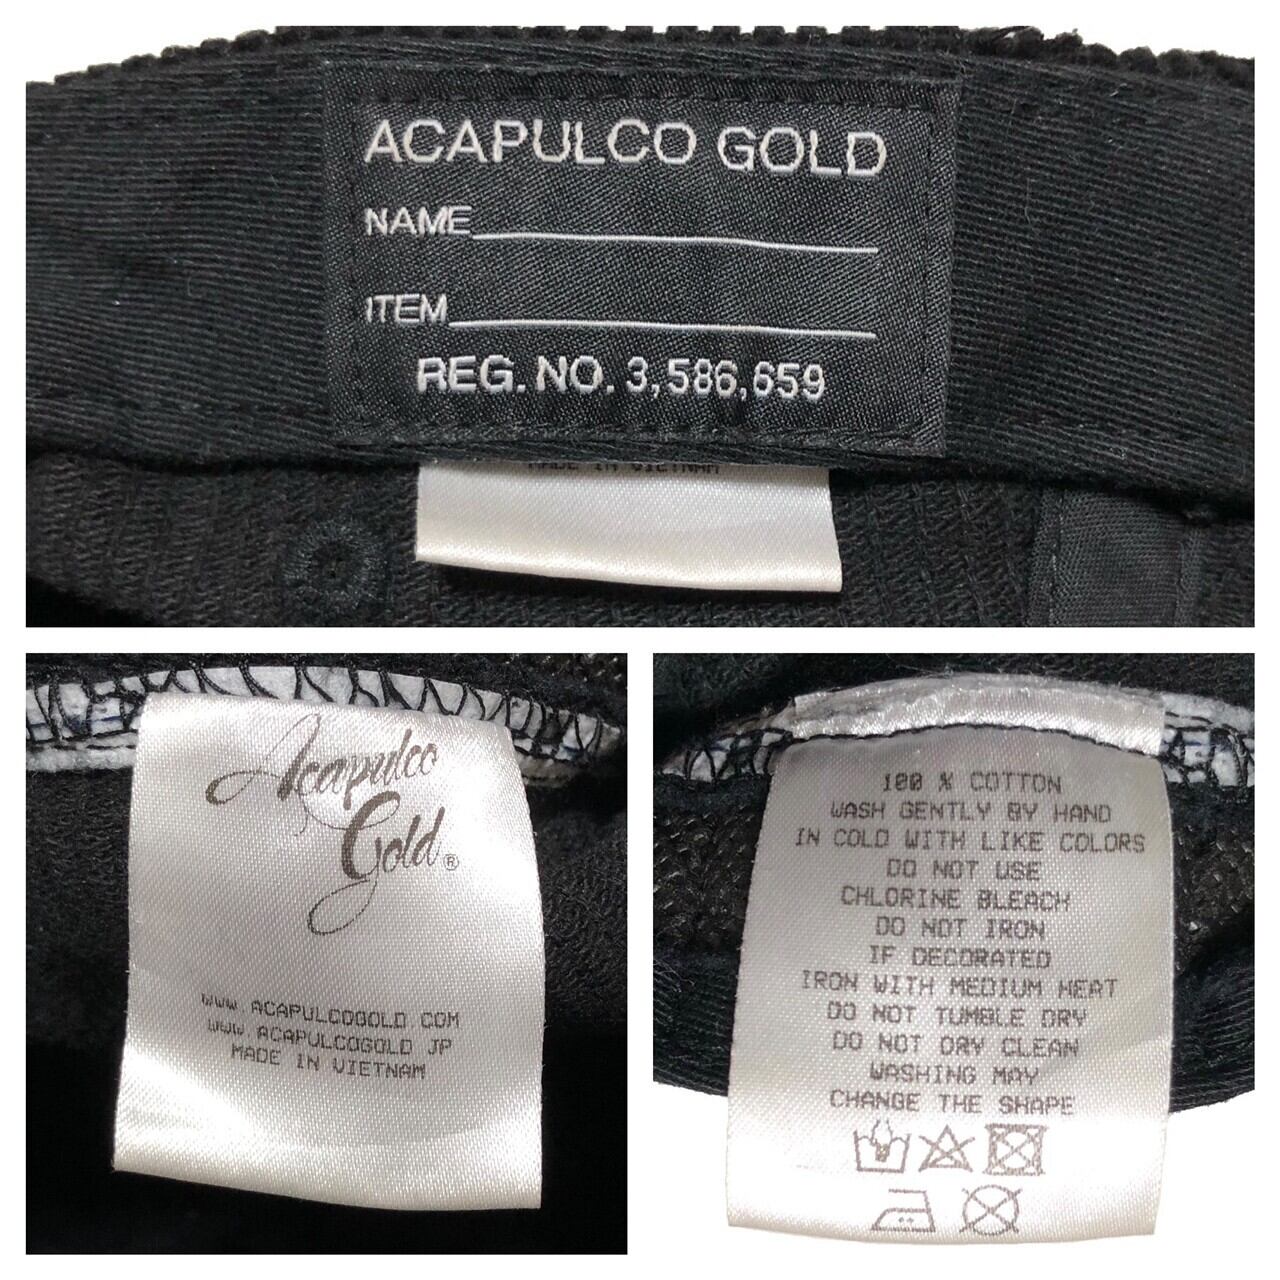 ACAPULCO GOLD
NAME
ITEM
REG. NO. 3,586,659
MADE IN VIETNAM
Acapulco
Gold®
WWW.ACAPULCOGOLD.COM
WWW.ACAPULCOGOLD JP
MADE IN VIETNAM
100 % COTTON
WASH GENTLY BY HAND
IN COLD WITH LIKE COLORS
DO NOT USE
CHLORINE BLEACH
DO NOT IRON
IF DECORATED
IRON WITH MEDIUM HEAT
DO NOT TUMBLE DRY
DO NOT DRY CLEAN
WASHING MAY
CHANGE THE SHAPE